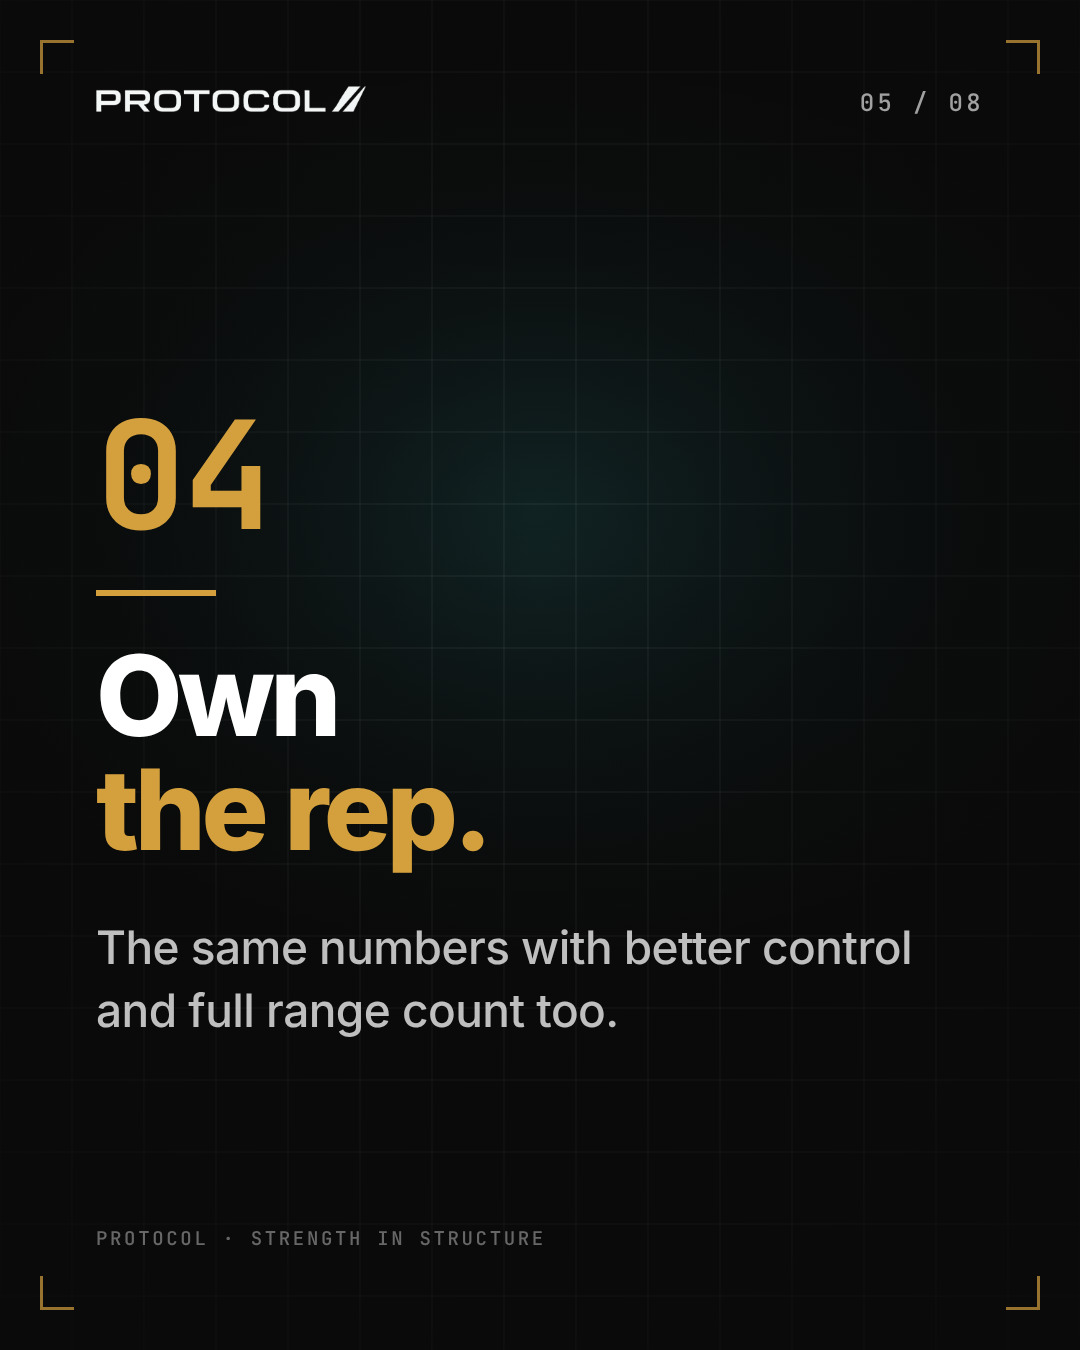 PROTOCOL
05 / 08
04
Own
the rep.
The same numbers with better control
and full range count too.
PROTOCOL · STRENGTH IN STRUCTURE